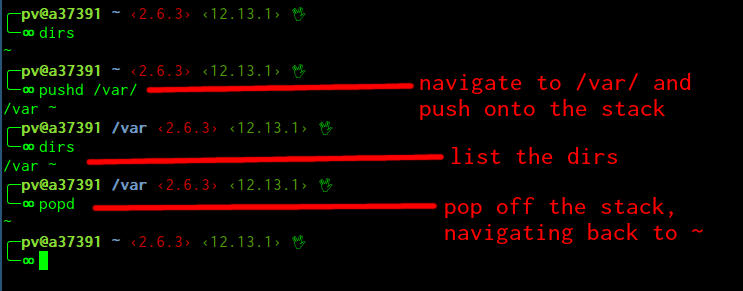 pv@a37391 ~ ‹2.6.3› ‹12.13.1› 🖖
∞ dirs
~
pv@a37391 ~ ‹2.6.3› ‹12.13.1› 🖖
∞ pushd /var/
navigate to /var/ and
push onto the stack
/var ~
pv@a37391 /var ‹2.6.3› ‹12.13.1› 🖖
∞ dirs
/var ~
list the dirs
pv@a37391 /var ‹2.6.3› ‹12.13.1› 🖖
∞ popd
pop off the stack,
navigating back to ~
~
pv@a37391 ~ ‹2.6.3› ‹12.13.1› 🖖
∞